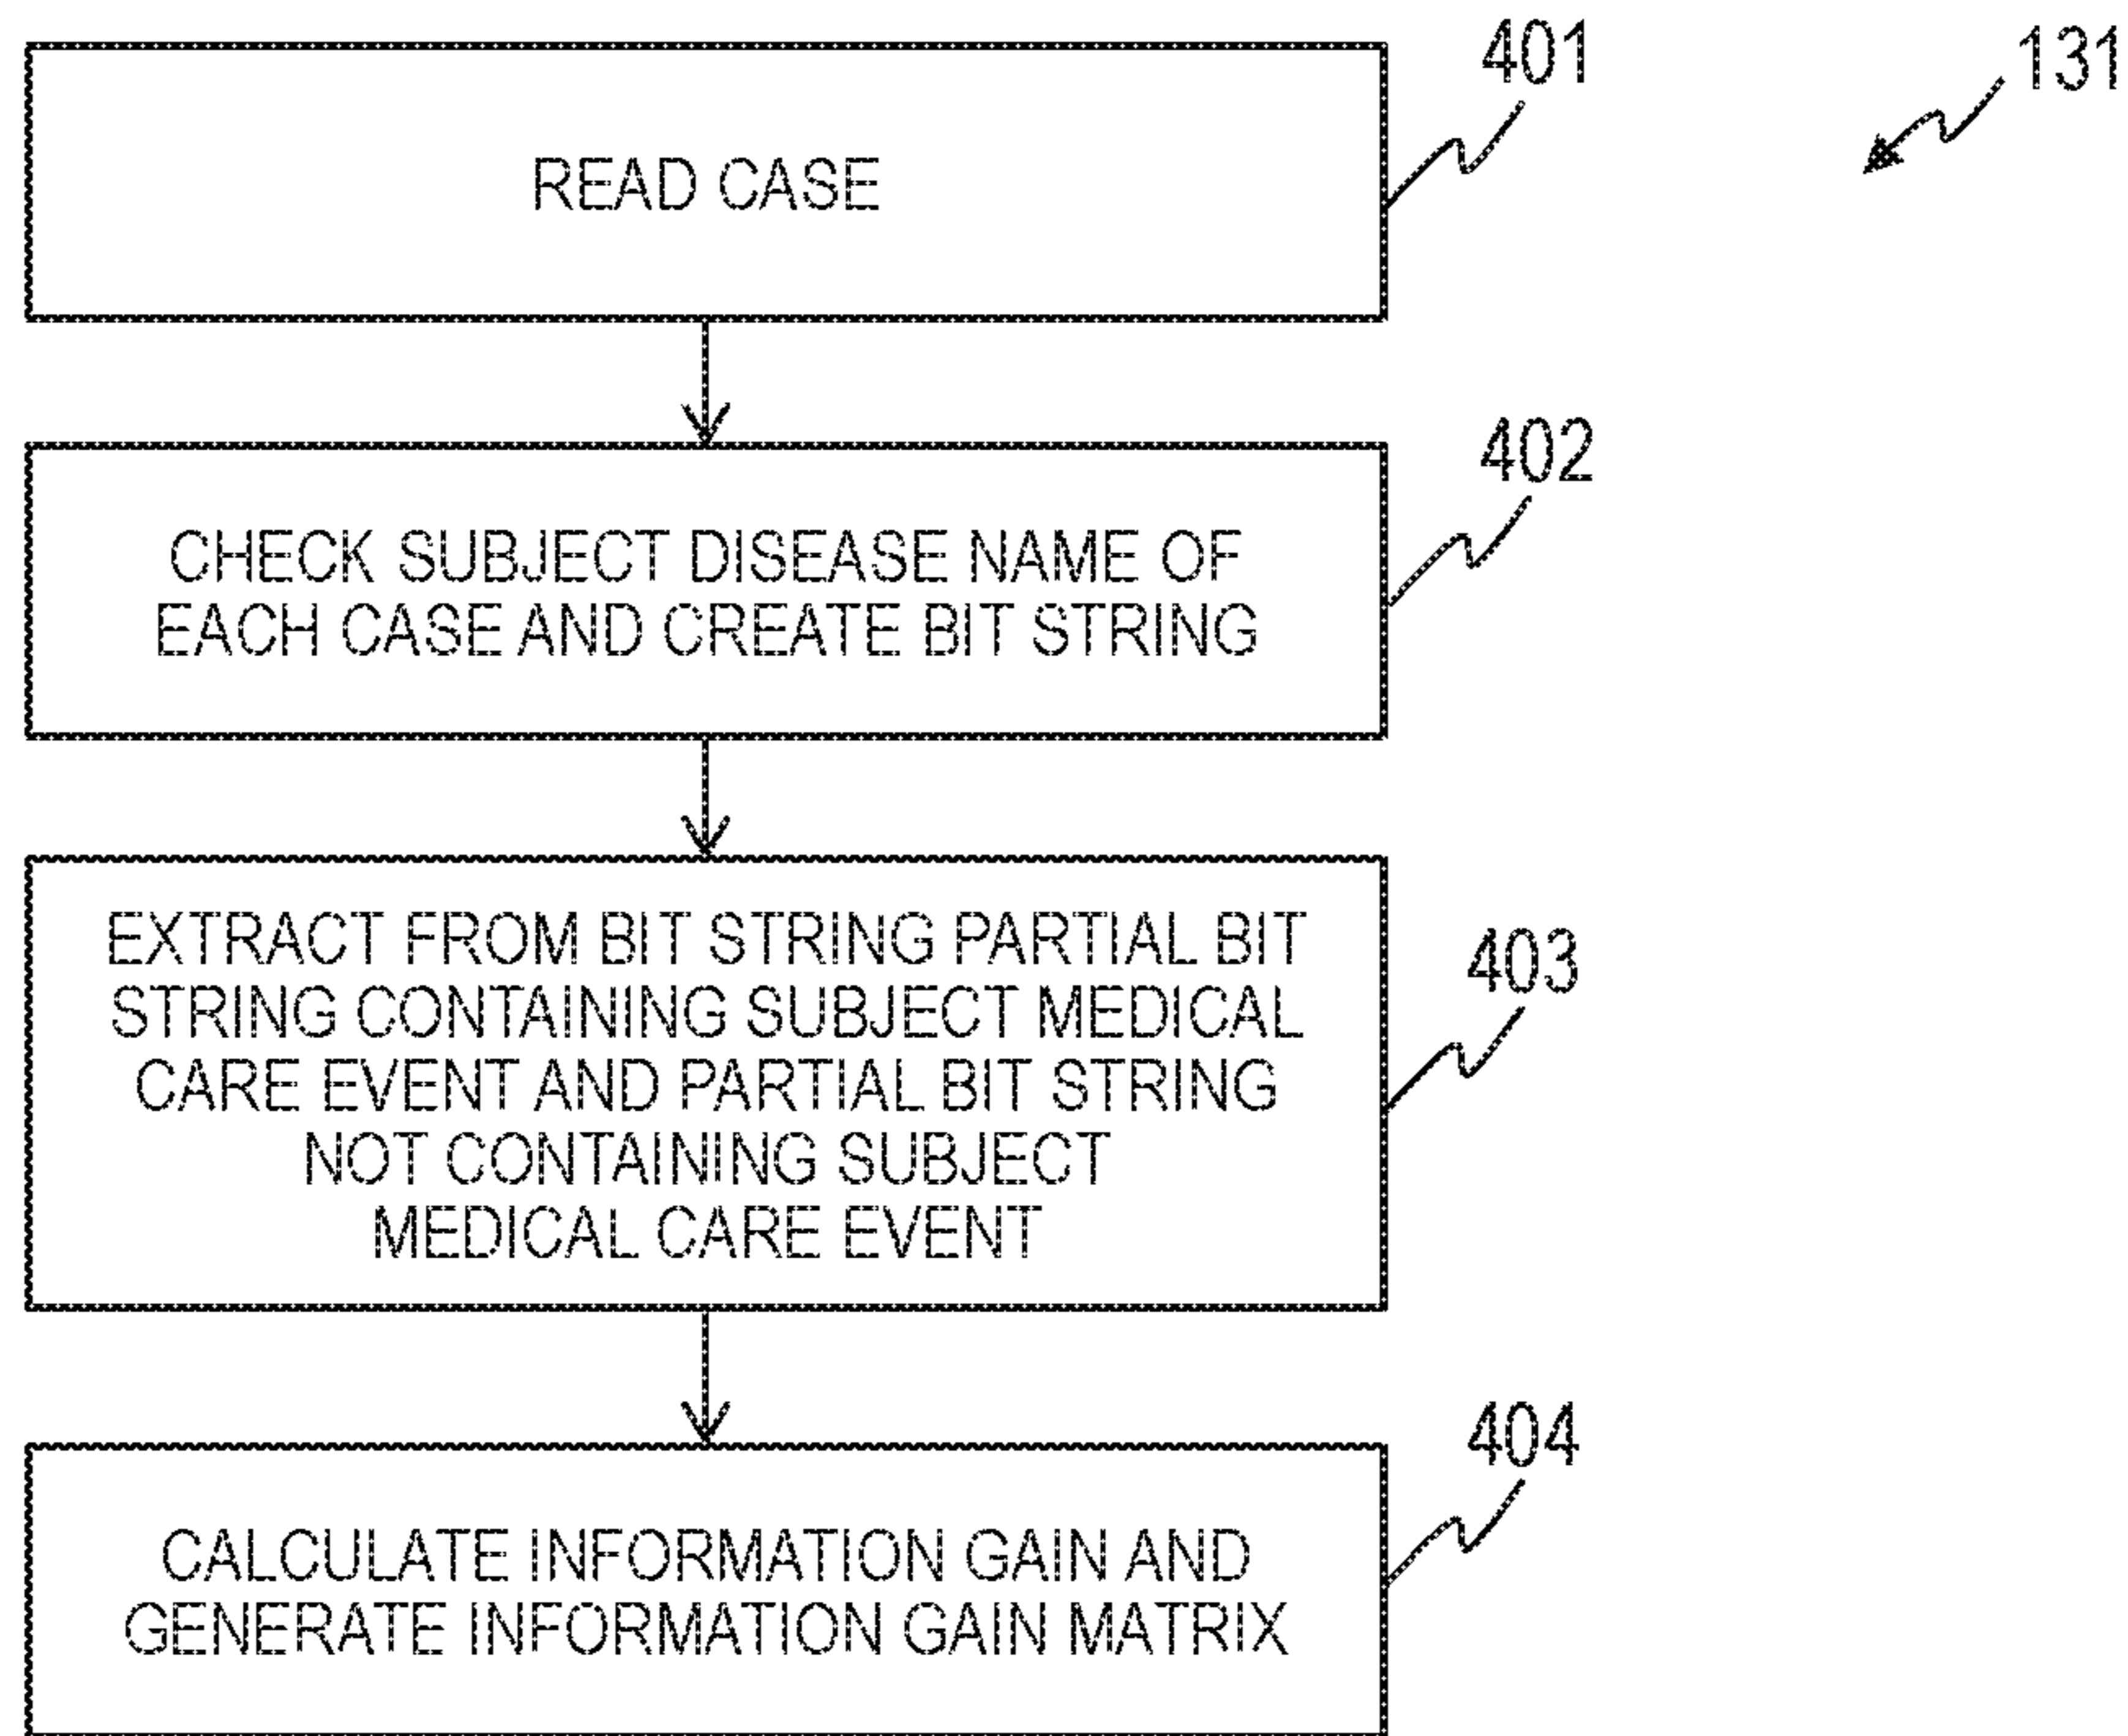 401
131
READ CASE
402
CHECK SUBJECT DISEASE NAME OF
EACH CASE AND CREATE BIT STRING
403
EXTRACT FROM BIT STRING PARTIAL BIT
STRING CONTAINING SUBJECT MEDICAL
CARE EVENT AND PARTIAL BIT STRING
NOT CONTAINING SUBJECT
MEDICAL CARE EVENT
404
CALCULATE INFORMATION GAIN AND
GENERATE INFORMATION GAIN MATRIX